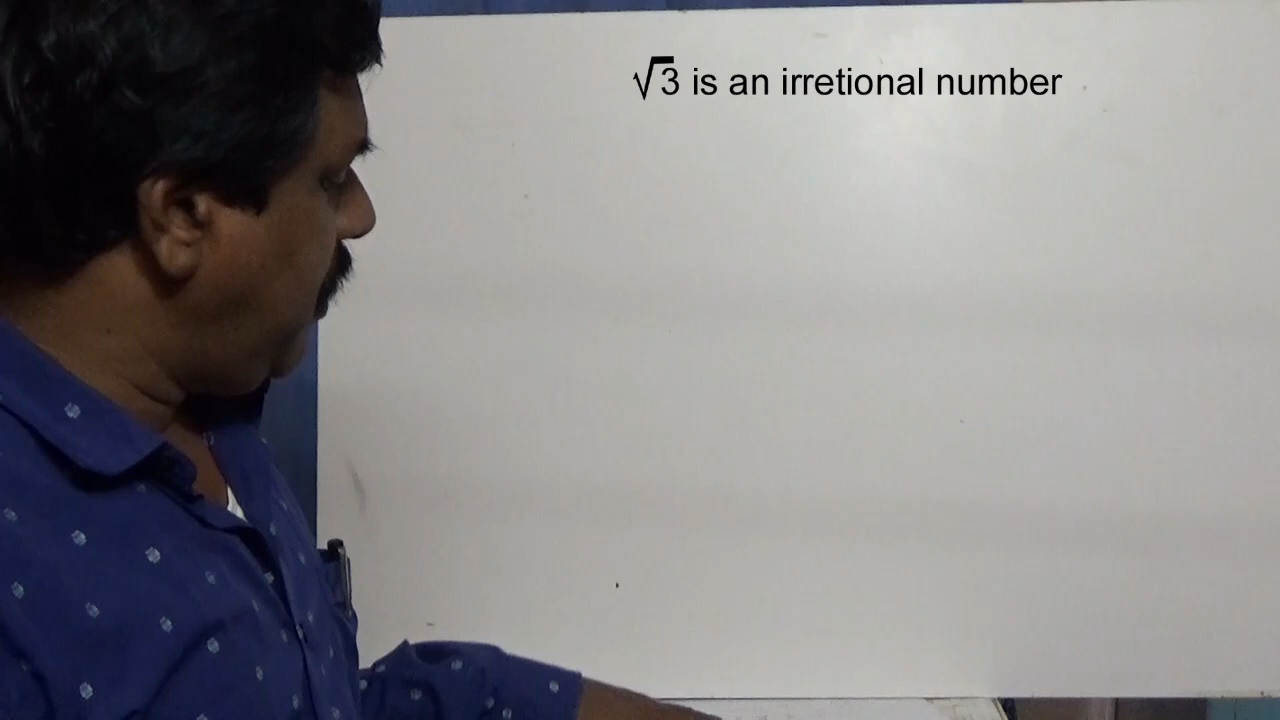 √3 is an irretional number